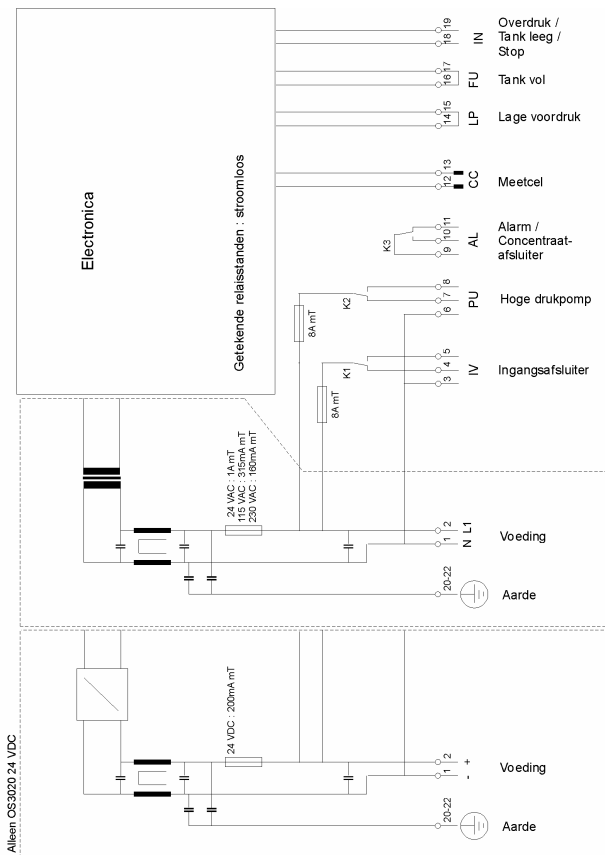 Electronica
Getekende relaisstanden : stroomloos
19
18
IN
Overdruk /
Tank leeg /
Stop
17
16
FU
Tank vol
15
14
LP
Lage voordruk
13
12
CC
Meetcel
K3
11
10
9
AL
Alarm /
Concentraat-
afsluiter
8A mT
K2
8
7
6
PU
Hoge drukpomp
8A mT
K1
5
4
3
IV
Ingangsafsluiter
24 VAC : 1A mT
115 VAC : 315mA mT
230 VAC : 160mA mT
2 L1
1 N
Voeding
20-22
Aarde
Alleen OS3020 24 VDC
24 VDC : 200mA mT
2 +
1 -
Voeding
20-22
Aarde